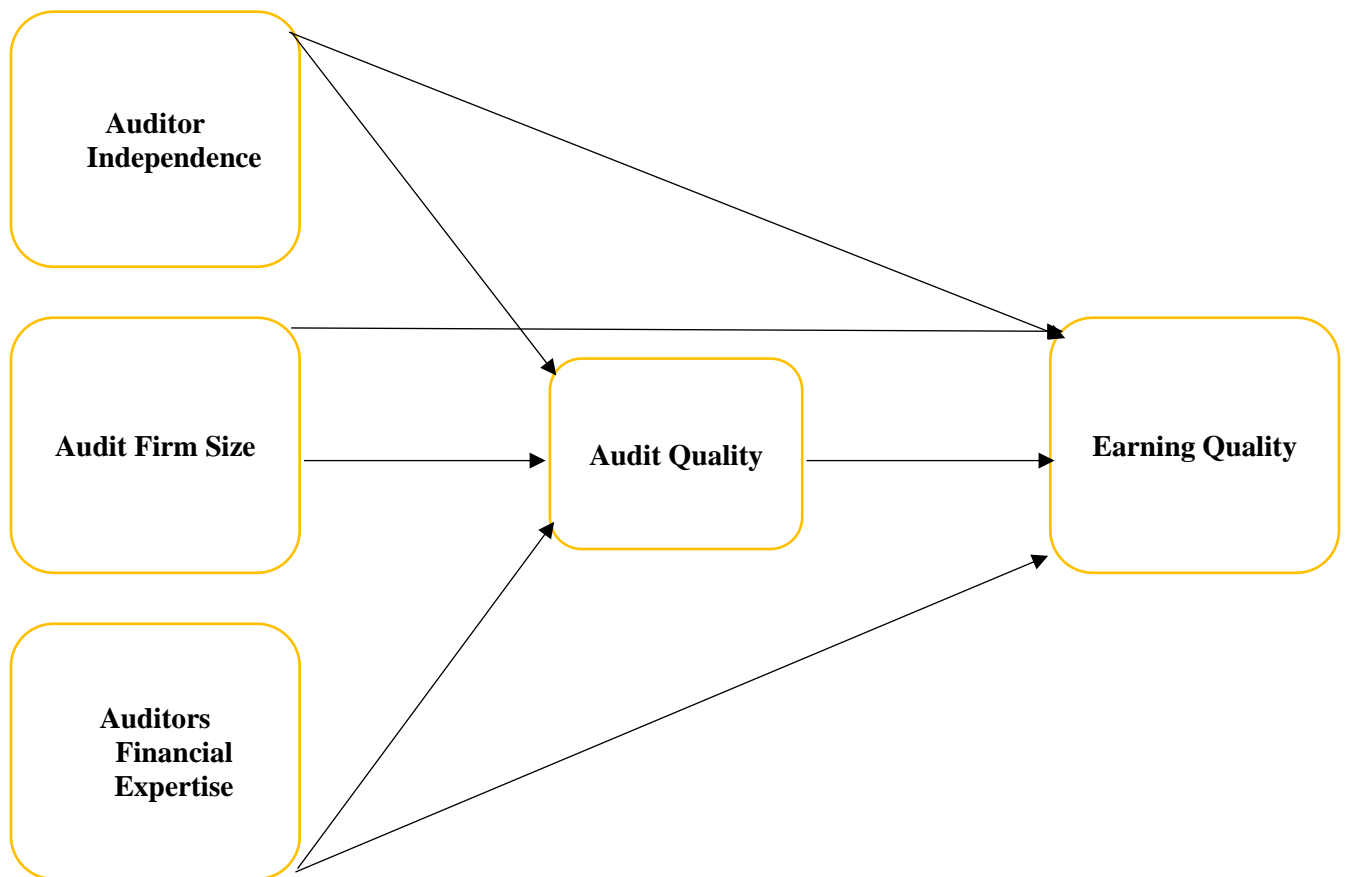 Auditor
Independence
Audit Firm Size
Audit Quality
Earning Quality
Auditors
Financial
Expertise